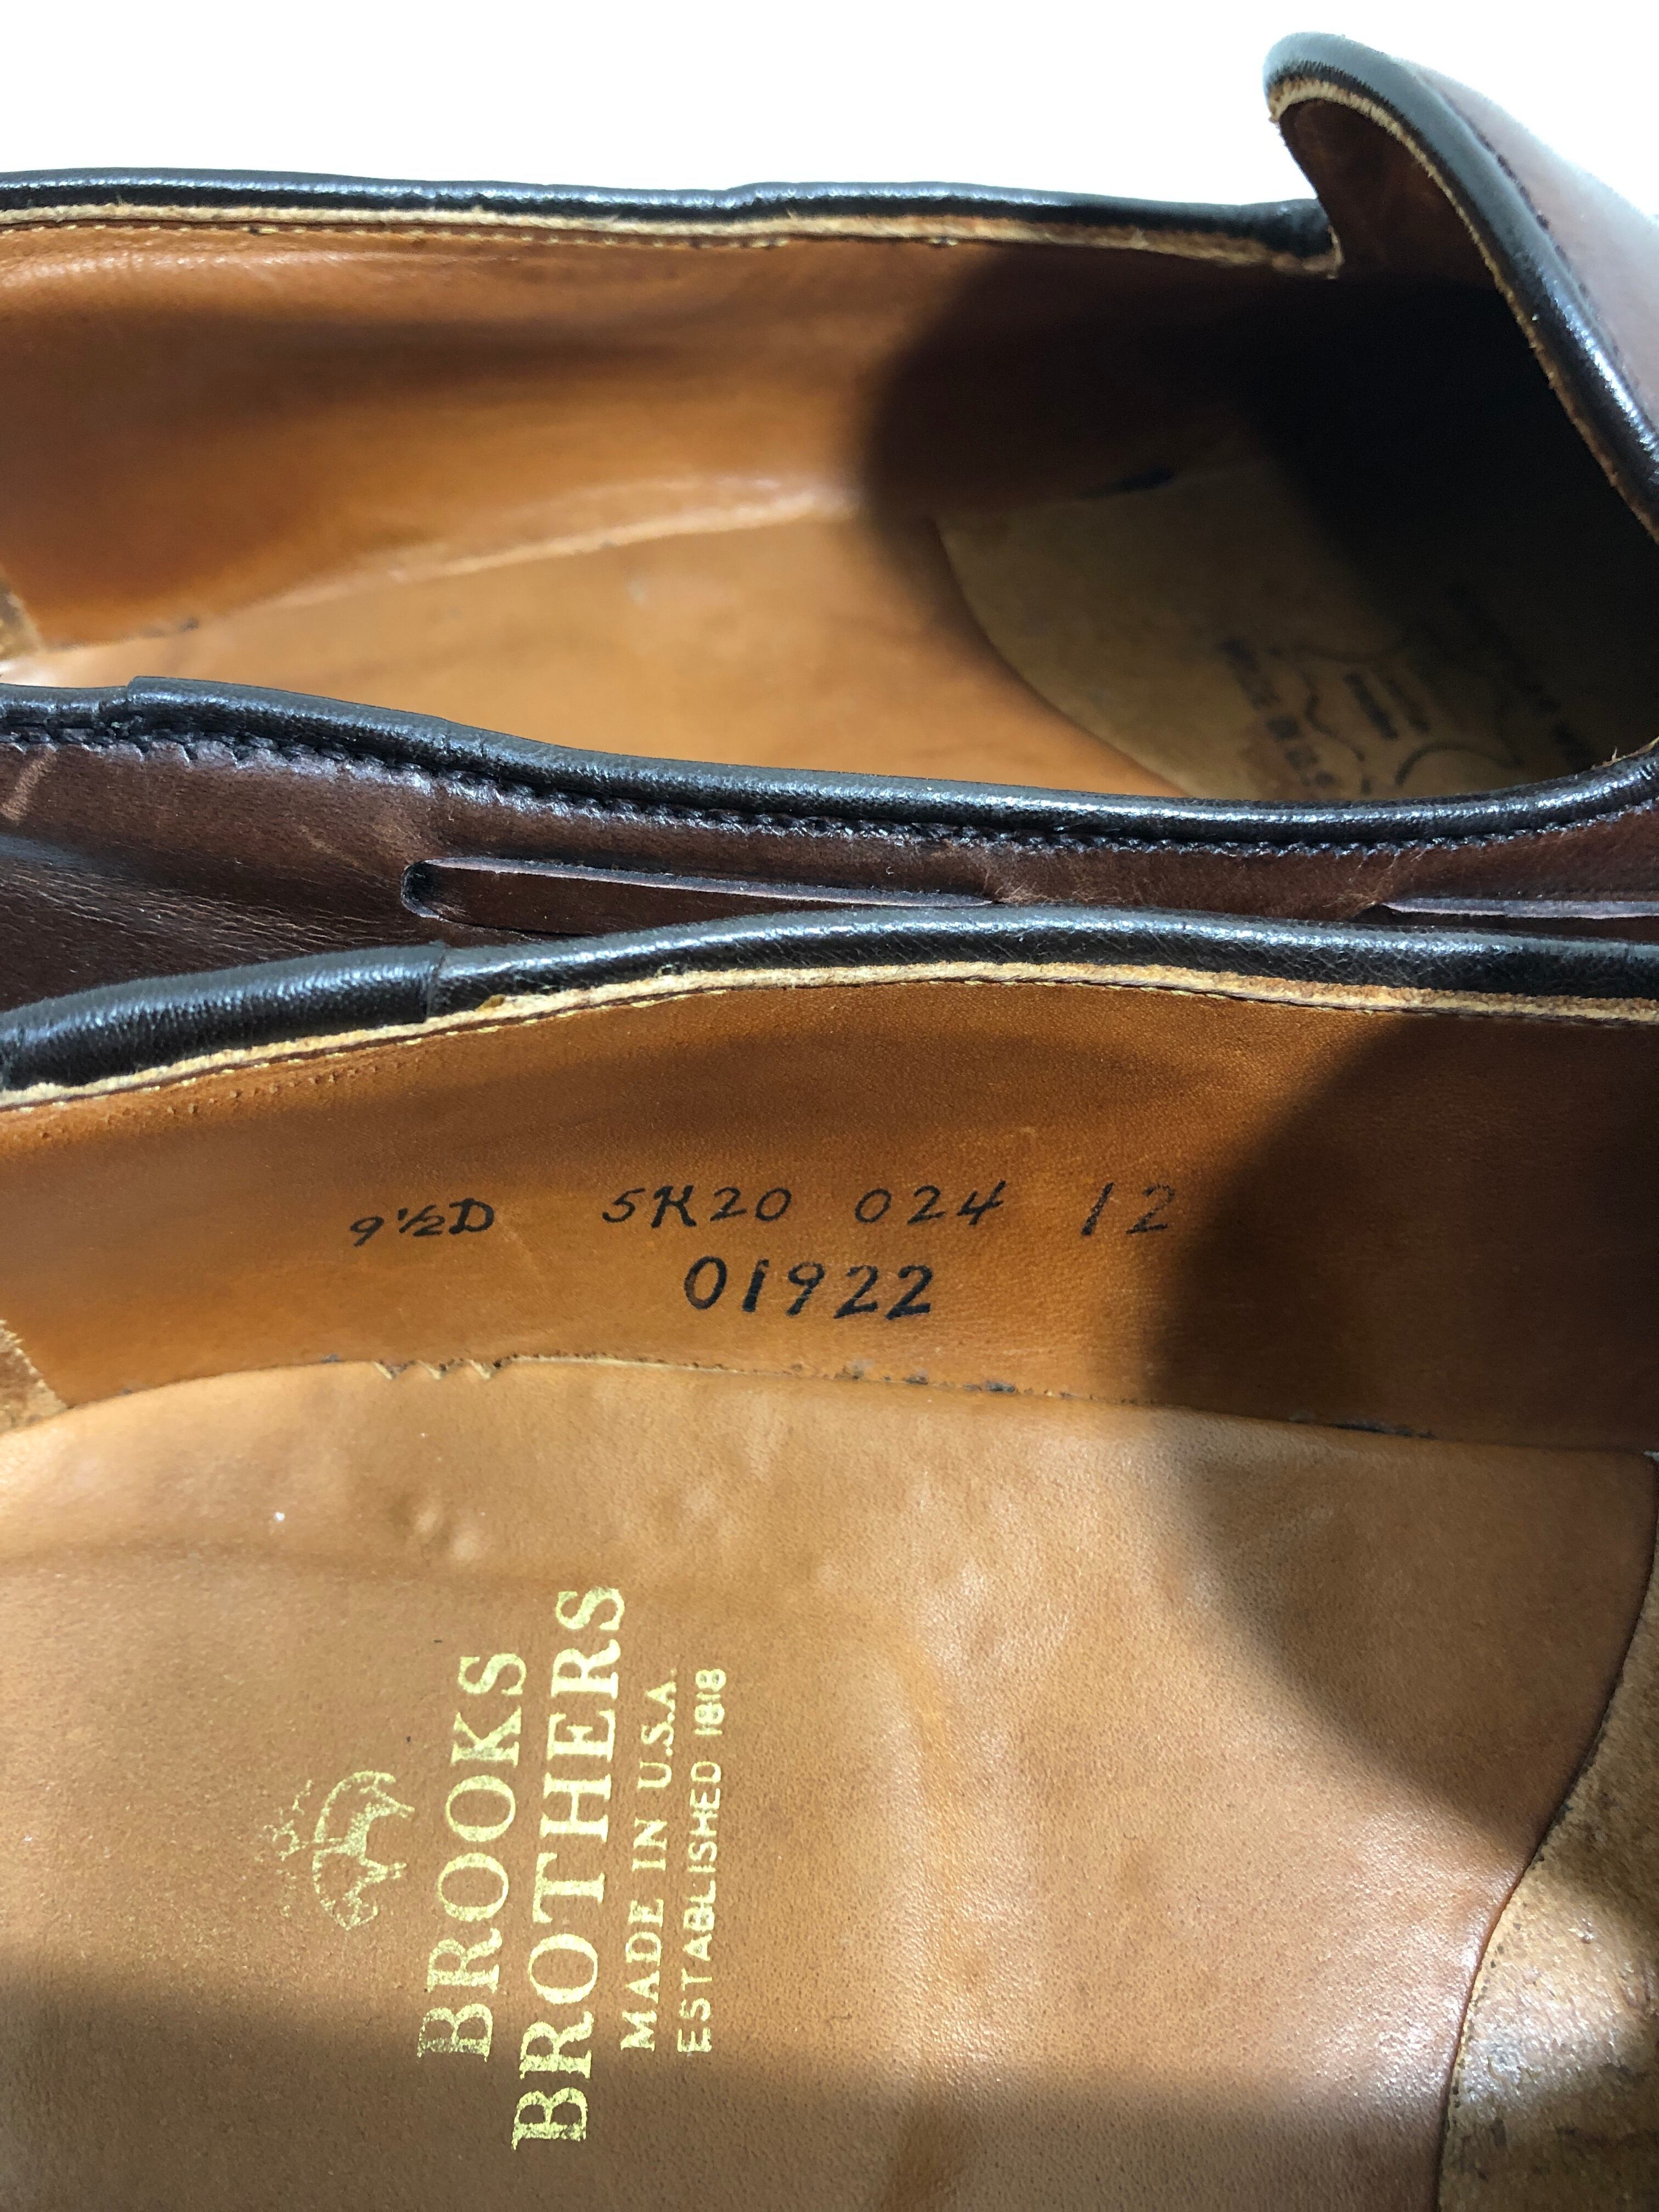 9½D 5K20 024 12
01922
BROOKS
BROTHERS
MADE IN U.S.A.
ESTABLISHED 1818